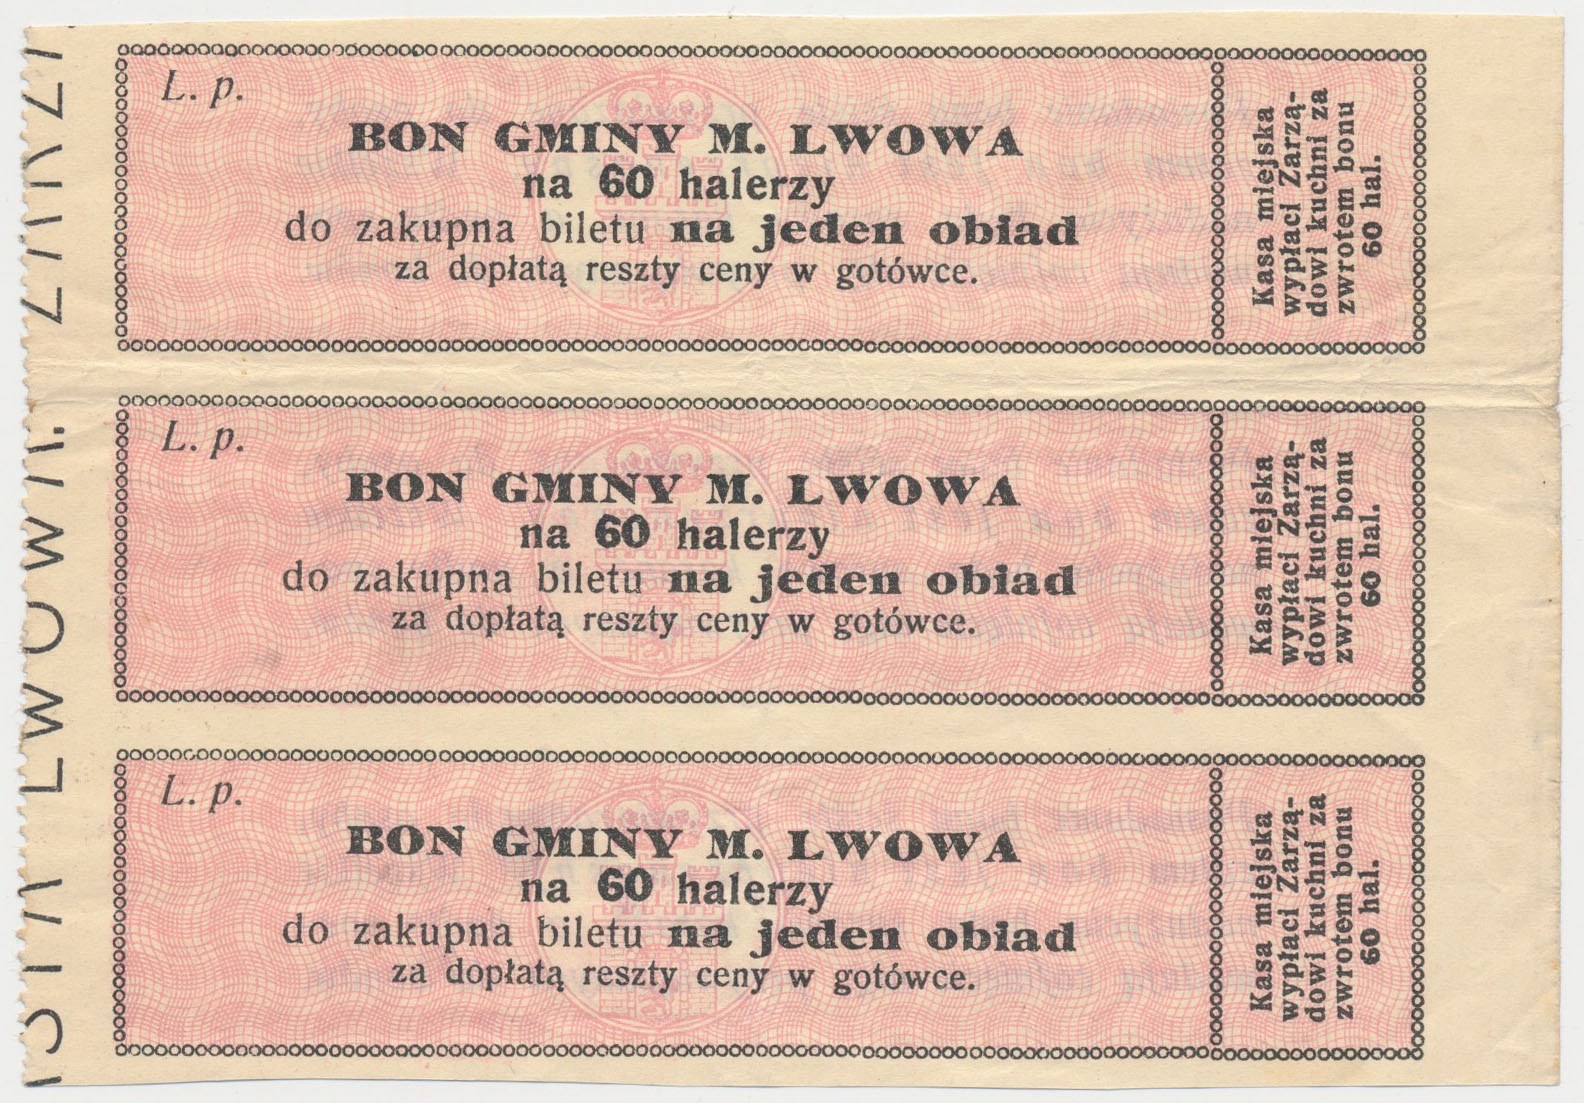 L. p.
BON GMINY M. LWOWA
na 60 halerzy
do zakupna biletu na jeden obiad
za dopłatą reszty ceny w gotówce.
Kasa miejska
wypłaci Zarzą-
dowi kuchni za
zwrotem bonu
60 hal.
L. p.
BON GMINY M. LWOWA
na 60 halerzy
do zakupna biletu na jeden obiad
za dopłatą reszty ceny w gotówce.
Kasa miejska
wypłaci Zarzą-
dowi kuchni za
zwrotem bonu
60 hal.
L. p.
BON GMINY M. LWOWA
na 60 halerzy
do zakupna biletu na jeden obiad
za dopłatą reszty ceny w gotówce.
Kasa miejska
wypłaci Zarzą-
dowi kuchni za
zwrotem bonu
60 hal.
LWOWA.